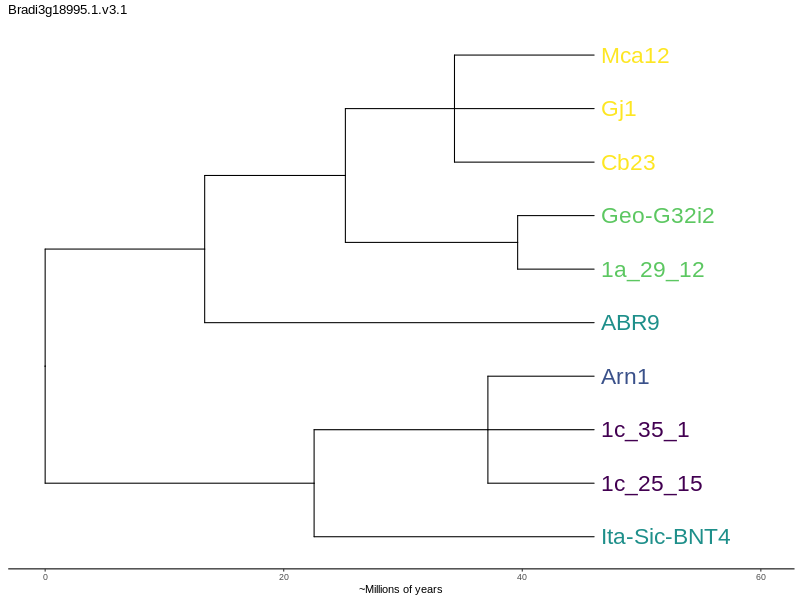 Bradi3g18995.1.v3.1
Mca12
Gj1
Cb23
Geo-G32i2
1a_29_12
ABR9
Arn1
1c_35_1
1c_25_15
Ita-Sic-BNT4
0 20 40 60
~Millions of years